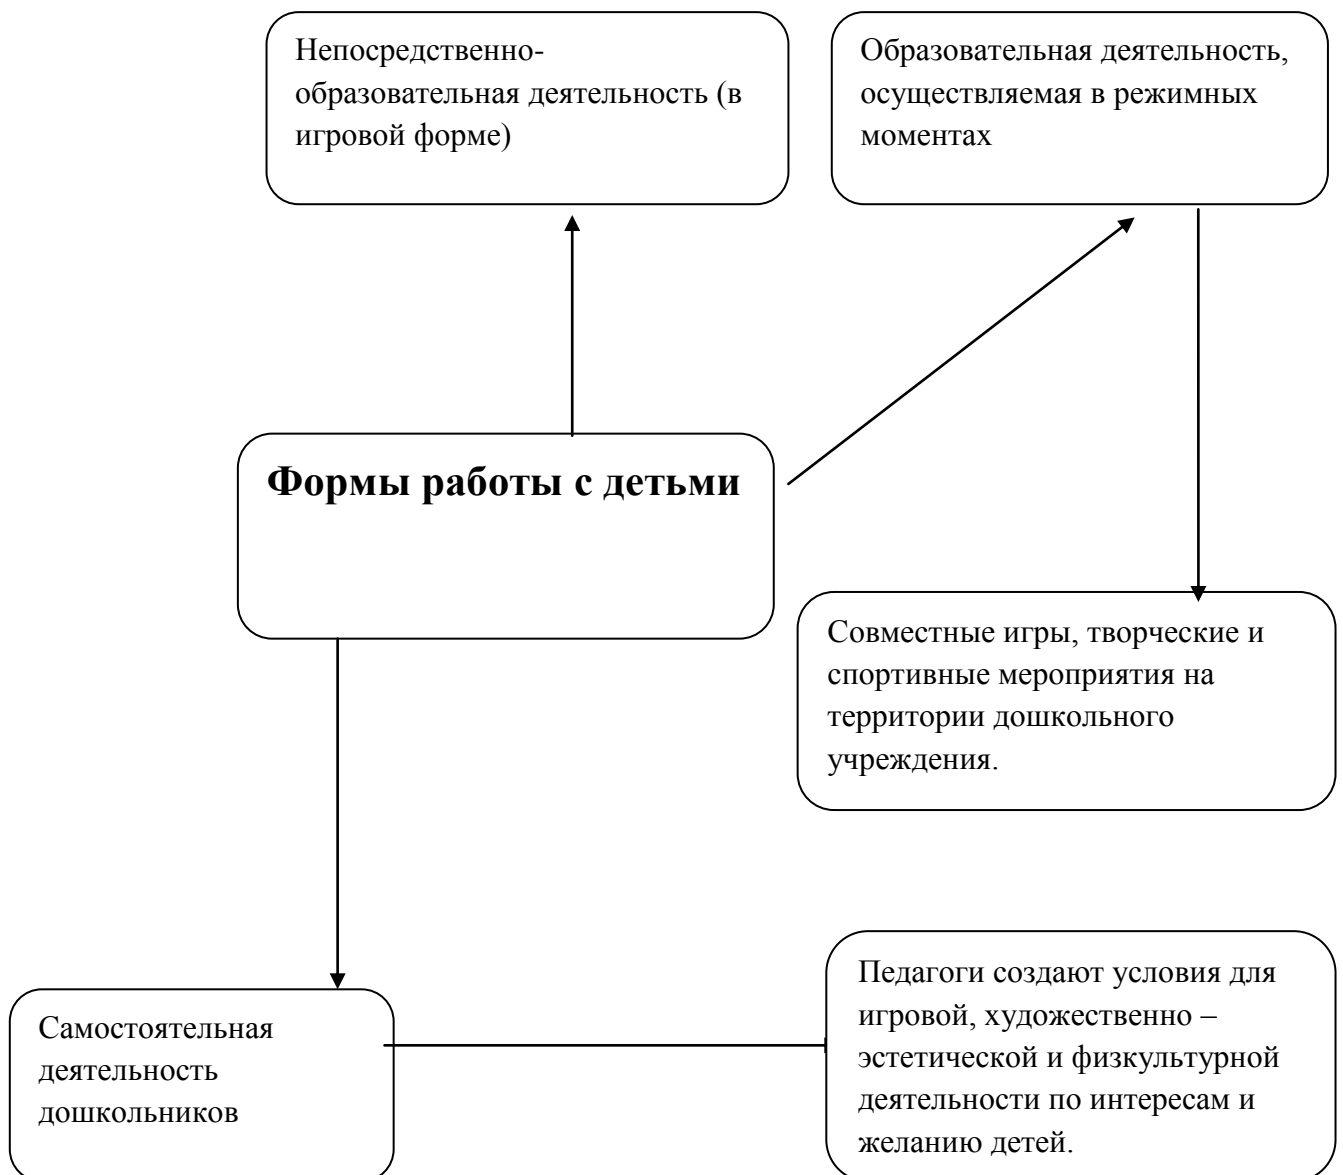 Непосредственно-
образовательная деятельность (в
игровой форме)
Образовательная деятельность,
осуществляемая в режимных
моментах
Формы работы с детьми
Совместные игры, творческие и
спортивные мероприятия на
территории дошкольного
учреждения.
Самостоятельная
деятельность
дошкольников
Педагоги создают условия для
игровой, художественно –
эстетической и физкультурной
деятельности по интересам и
желанию детей.